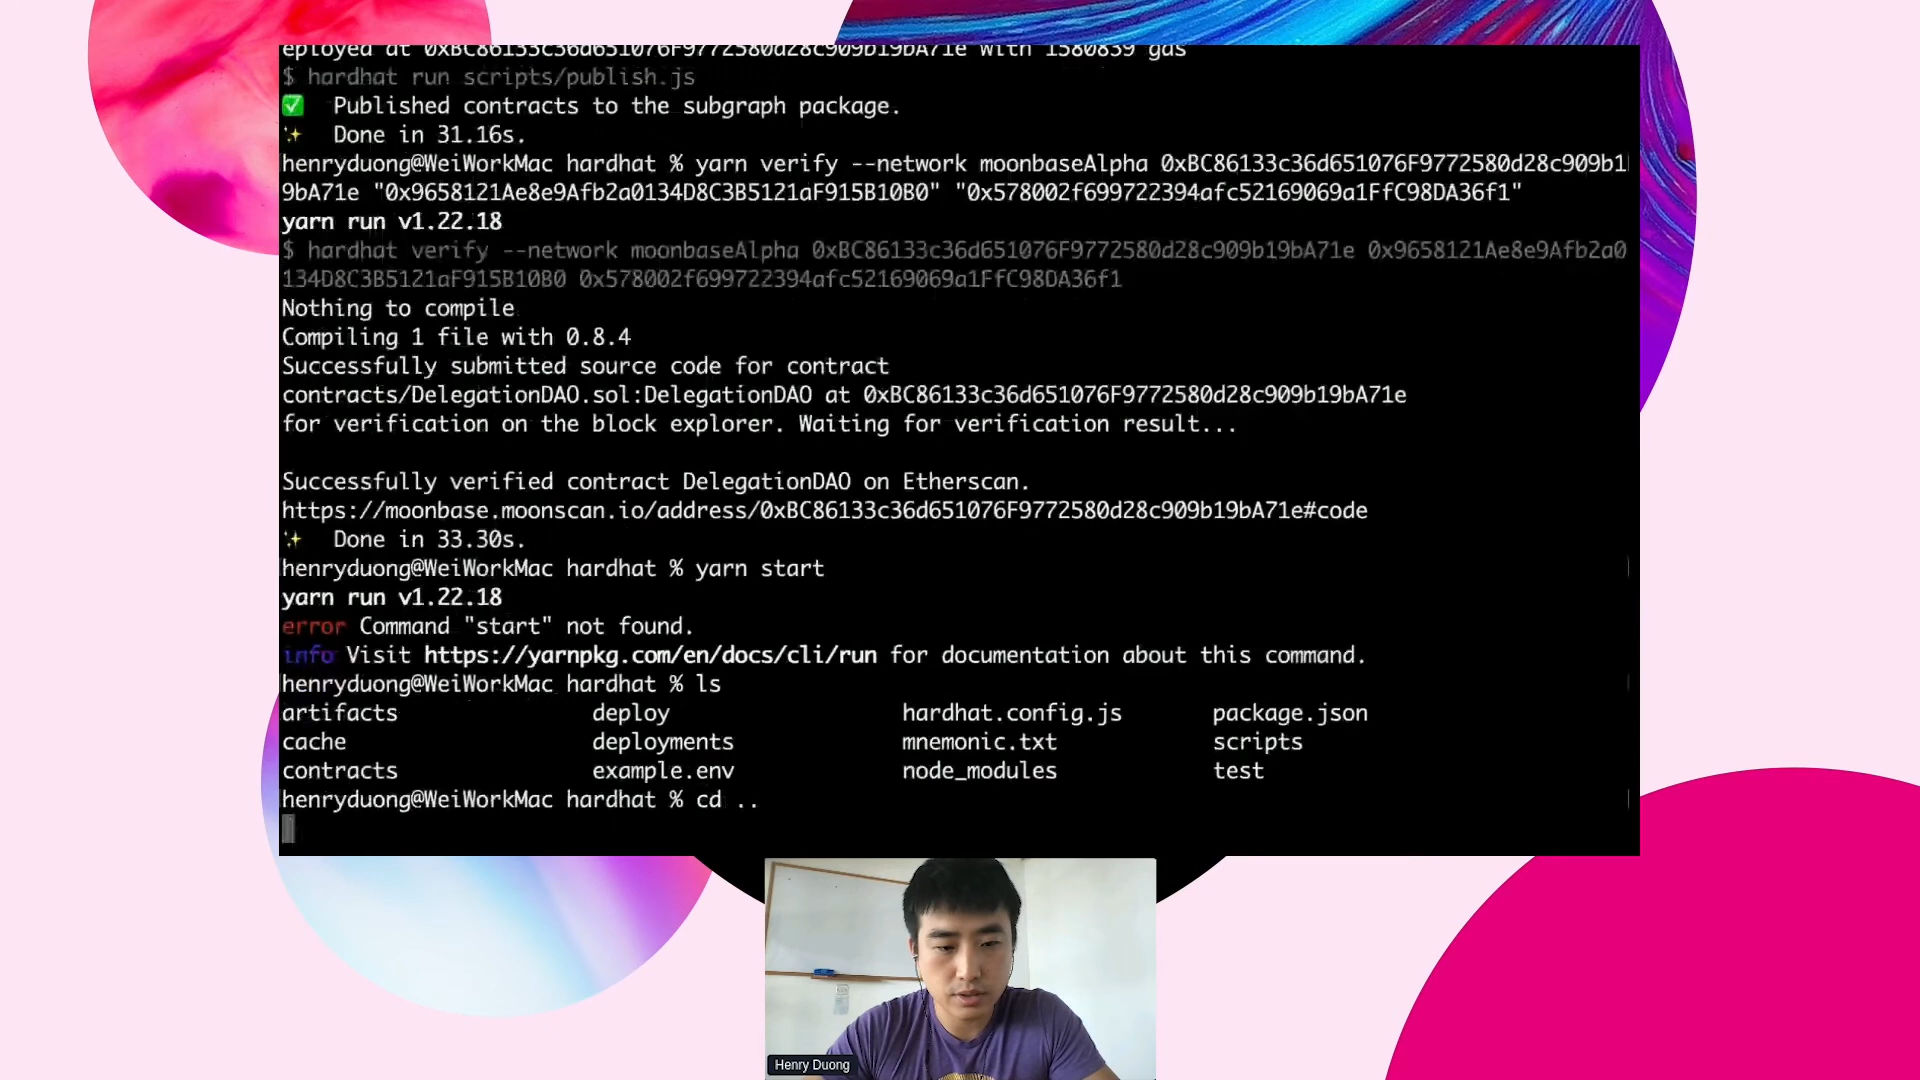 eployed at 0xBC86133c36d651076F9772580d28c909b19bA71e with 1580839 gas
$ hardhat run scripts/publish.js
✅ Published contracts to the subgraph package.
✨ Done in 31.16s.
henryduong@WeiWorkMac hardhat % yarn verify --network moonbaseAlpha 0xBC86133c36d651076F9772580d28c909b1
9bA71e "0x9658121Ae8e9Afb2a0134D8C3B5121aF915B10B0" "0x578002f699722394afc52169069a1FfC98DA36f1"
yarn run v1.22.18
$ hardhat verify --network moonbaseAlpha 0xBC86133c36d651076F9772580d28c909b19bA71e 0x9658121Ae8e9Afb2a0
134D8C3B5121aF915B10B0 0x578002f699722394afc52169069a1FfC98DA36f1
Nothing to compile
Compiling 1 file with 0.8.4
Successfully submitted source code for contract
contracts/DelegationDAO.sol:DelegationDAO at 0xBC86133c36d651076F9772580d28c909b19bA71e
for verification on the block explorer. Waiting for verification result...
Successfully verified contract DelegationDAO on Etherscan.
https://moonbase.moonscan.io/address/0xBC86133c36d651076F9772580d28c909b19bA71e#code
✨ Done in 33.30s.
henryduong@WeiWorkMac hardhat % yarn start
yarn run v1.22.18
error Command "start" not found.
info Visit https://yarnpkg.com/en/docs/cli/run for documentation about this command.
henryduong@WeiWorkMac hardhat % ls
artifacts deploy hardhat.config.js package.json
cache deployments mnemonic.txt scripts
contracts example.env node_modules test
henryduong@WeiWorkMac hardhat % cd ..
Henry Duong